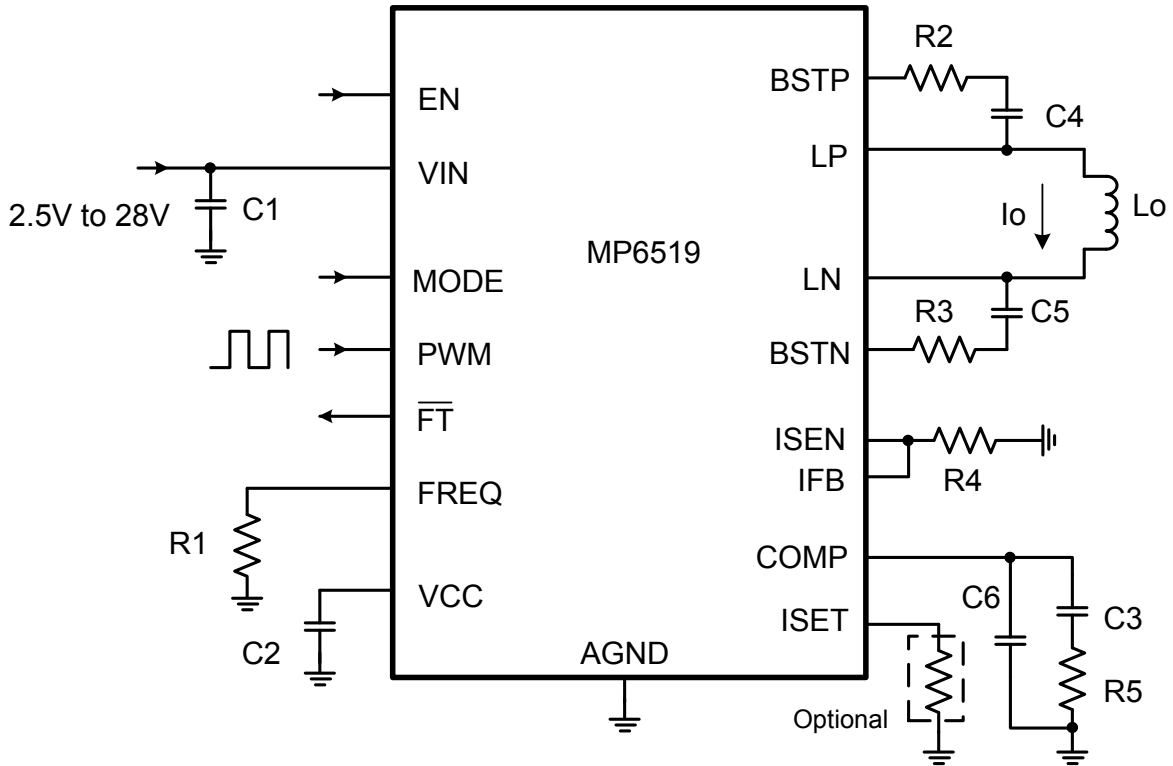 R2
BSTP
EN
C4
LP
VIN
2.5V to 28V
C1
Io
Lo
MP6519
MODE
LN
R3
C5
PWM
BSTN
FT
ISEN
IFB
R4
FREQ
R1
COMP
VCC
C6
C3
ISET
C2
AGND
R5
Optional